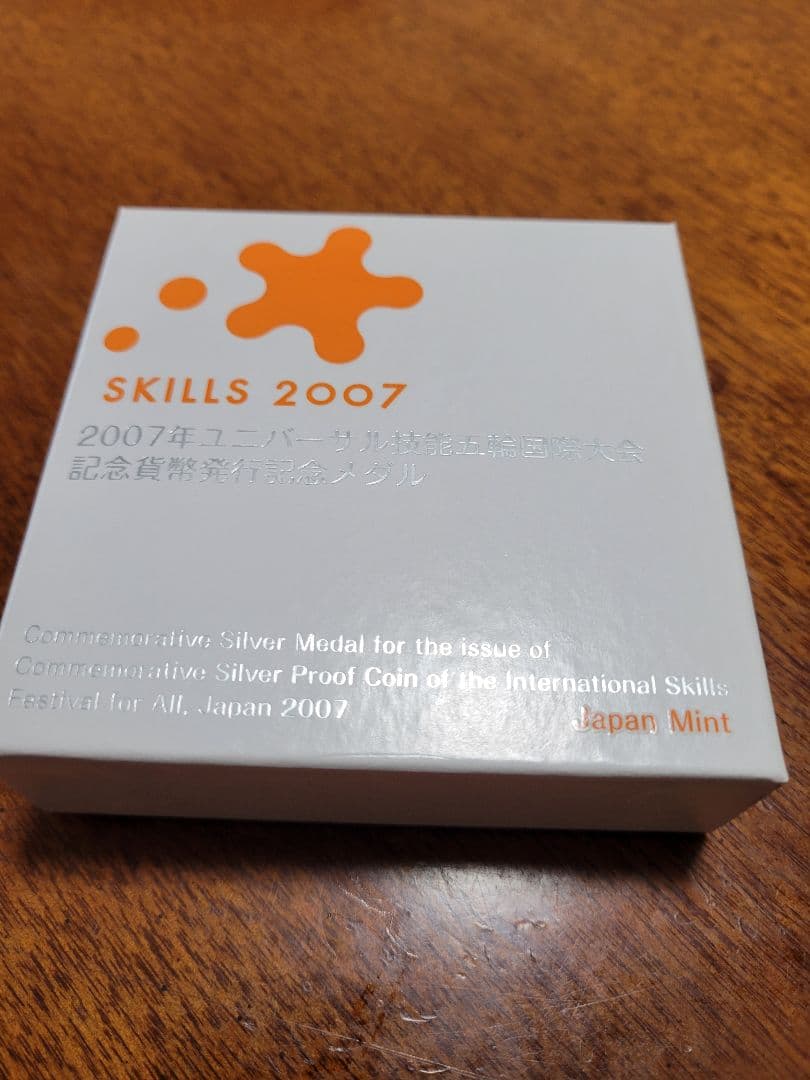 SKILLS 2007
2007年ユニバーサル技能五輪国際大会
記念貨幣発行記念メダル
Commemorative Silver Medal for the issue of
Commemorative Silver Proof Coin of the International Skills
Festival for All, Japan 2007
Japan Mint